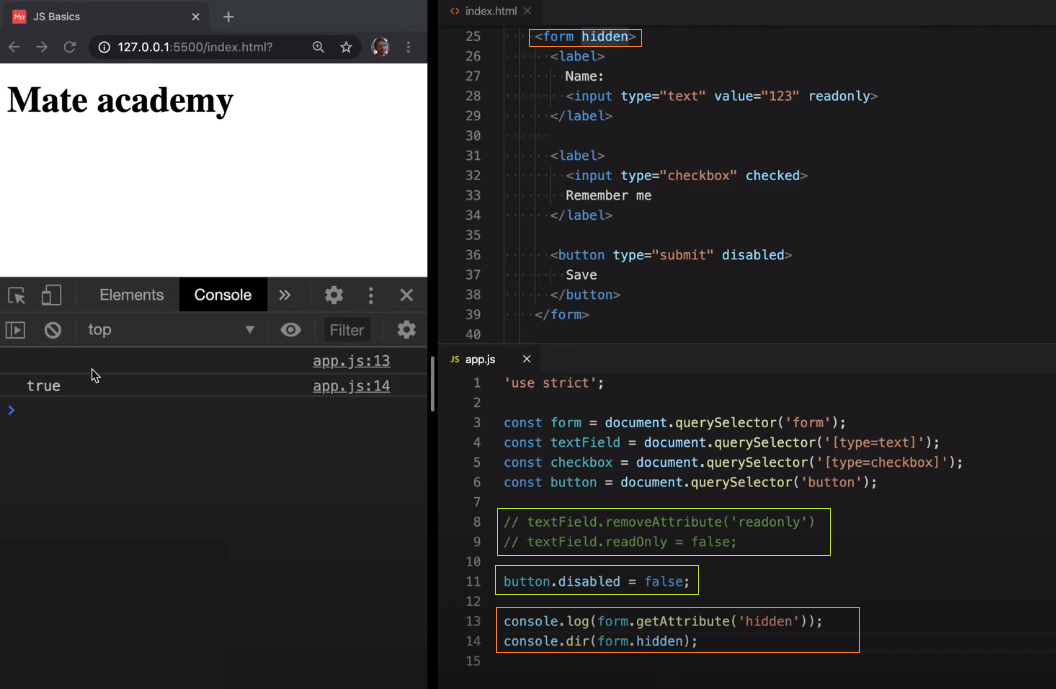 Mo JS Basics
127.0.0.1:5500/index.html?
Mate academy
Elements
Console
top
Filter
app.js:13
true
app.js:14
index.html
25 <form hidden>
26 <label>
27 Name:
28 <input type="text" value="123" readonly>
29 </label>
30
31 <label>
32 <input type="checkbox" checked>
33 Remember me
34 </label>
35
36 <button type="submit" disabled>
37 Save
38 </button>
39 </form>
40
JS app.js
1 'use strict';
2
3 const form = document.querySelector('form');
4 const textField = document.querySelector('[type=text]');
5 const checkbox = document.querySelector('[type=checkbox]');
6 const button = document.querySelector('button');
7
8 // textField.removeAttribute('readonly')
9 // textField.readOnly = false;
10
11 button.disabled = false;
12
13 console.log(form.getAttribute('hidden'));
14 console.dir(form.hidden);
15